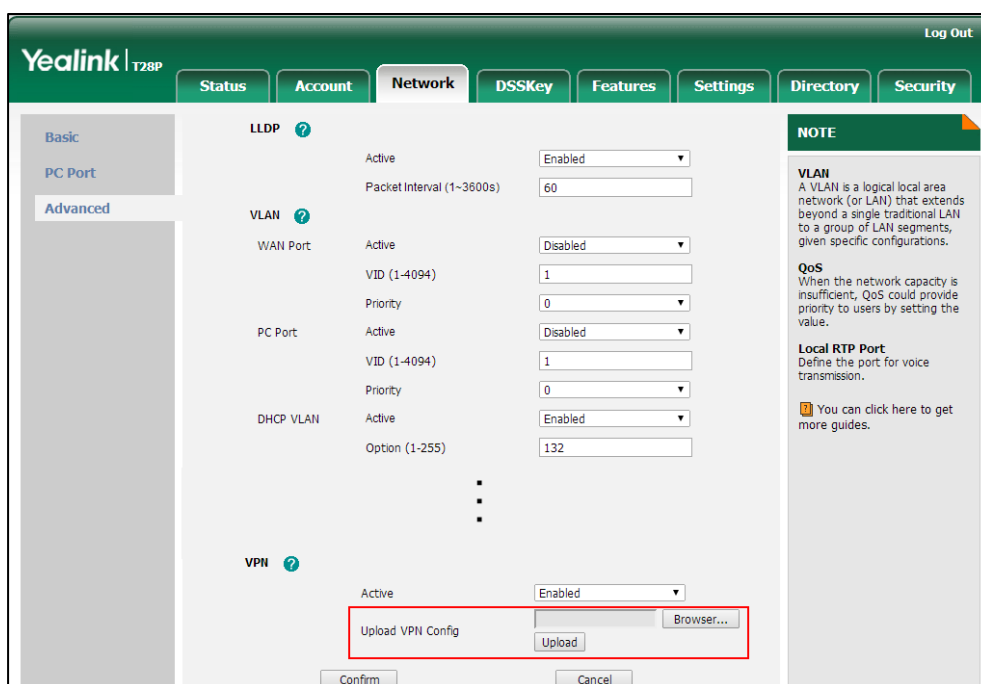 Log Out
Yealink T28P
Status Account Network DSSKey Features Settings Directory Security
Basic
PC Port
Advanced
LLDP ?
Active Enabled
Packet Interval (1~3600s) 60
VLAN ?
WAN Port Active Disabled
VID (1-4094) 1
Priority 0
PC Port Active Disabled
VID (1-4094) 1
Priority 0
DHCP VLAN Active Enabled
Option (1-255) 132
VPN ?
Active Enabled
Upload VPN Config Browser...
Upload
Confirm Cancel
NOTE
VLAN
A VLAN is a logical local area
network (or LAN) that extends
beyond a single traditional LAN
to a group of LAN segments,
given specific configurations.
QoS
When the network capacity is
insufficient, QoS could provide
priority to users by setting the
value.
Local RTP Port
Define the port for voice
transmission.
? You can click here to get
more guides.